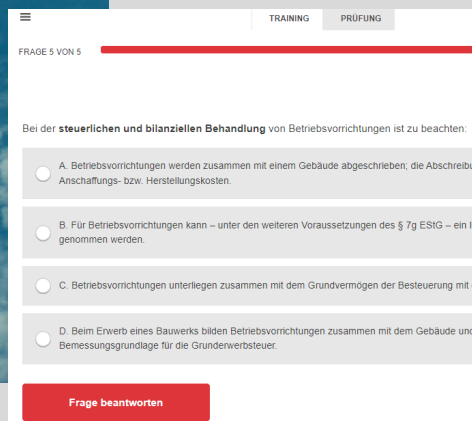 TRAINING PRÜFUNG
FRAGE 5 VON 5
Bei der steuerlichen und bilanziellen Behandlung von Betriebsvorrichtungen ist zu beachten:
A. Betriebsvorrichtungen werden zusammen mit einem Gebäude abgeschrieben; die
Anschaffungs- bzw. Herstellungskosten.
B. Für Betriebsvorrichtungen kann – unter den weiteren Voraussetzungen des § 7g EStG – ein
genommen werden.
C. Betriebsvorrichtungen unterliegen zusammen mit dem Grundvermögen der Besteuerung mit
D. Beim Erwerb eines Bauwerks bilden Betriebsvorrichtungen zusammen mit dem Gebäude und
Bemessungsgrundlage für die Grunderwerbsteuer.
Frage beantworten